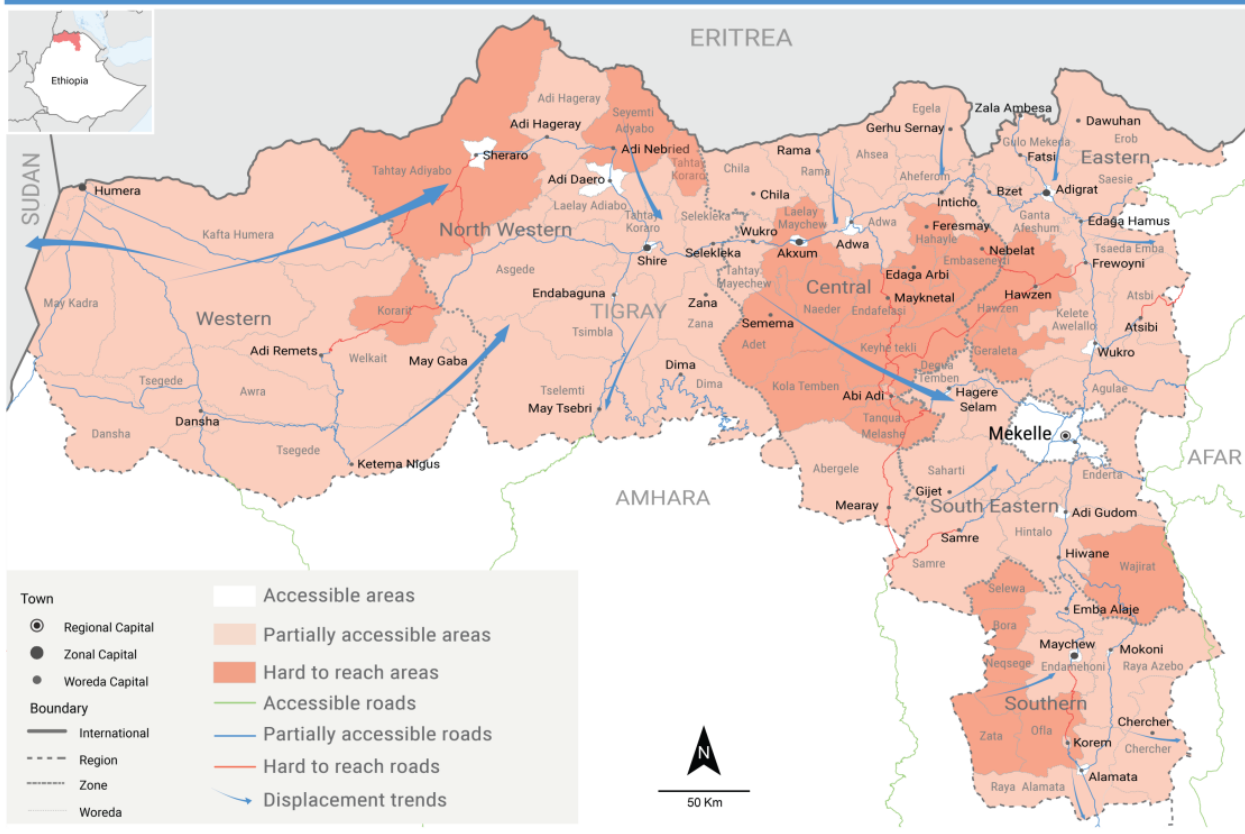 ERITREA
Ethiopia
SUDAN
Adi Hageray
Seyemti
Adyabo
Egela
Zala Ambesa
Dawuhan
Adi Hageray
Gerhu Sernay
Gulo Mekeda
Erob
Sheraro
Adi Nebried
Rama
Ahsea
Fatsi
Eastern
Tahtay Adiyabo
Tahtay
Koraro
Chila
Rama
Aheferom
Saesie
Humera
Adi Daero
Chila
Bzet
Adigrat
Laelay Adiabo
Inticho
Kafta Humera
Tahtay
Koraro
Selekleka
Laelay
Maychew
Adwa
Ganta
Afeshum
Edaga Hamus
North Western
Wukro
Feresmay
Hahayle
Tsaeda Emba
Shire
Selekleka
Akxum
Adwa
Nebelat
Embaseneyti
Frewoyni
Asgede
Tahtay
Mayechew
Edaga Arbi
May Kadra
Endabaguna
Zana
Central
Mayknetal
Hawzen
Atsbi
Western
Korarit
TIGRAY
Naeder
Endafelasi
Hawzen
Kelete
Awelallo
Tsimbla
Zana
Semema
Atsibi
Adi Remets
Welkait
May Gaba
Adet
Keyhe tekli
Geraleta
Wukro
Tsegede
Awra
Dima
Degua
Temben
Tselemti
Dima
Kola Temben
Abi Adi
Hagere
Selam
Agulae
Dansha
May Tsebri
Tanqua
Melashe
Mekelle
Dansha
Tsegede
Ketema Nigus
Abergele
Saharti
Enderta
AFAR
AMHARA
Gijet
South Eastern
Mearay
Adi Gudom
Samre
Hintalo
Samre
Hiwane
Wajirat
Selewa
Emba Alaje
Bora
Maychew
Mokoni
Neqsege
Endamehoni
Raya Azebo
Southern
Zata
Ofla
Chercher
Korem
Chercher
Alamata
Raya Alamata
Town
Regional Capital
Zonal Capital
Woreda Capital
Boundary
International
Region
Zone
Woreda
Accessible areas
Partially accessible areas
Hard to reach areas
Accessible roads
Partially accessible roads
Hard to reach roads
Displacement trends
N
50 Km